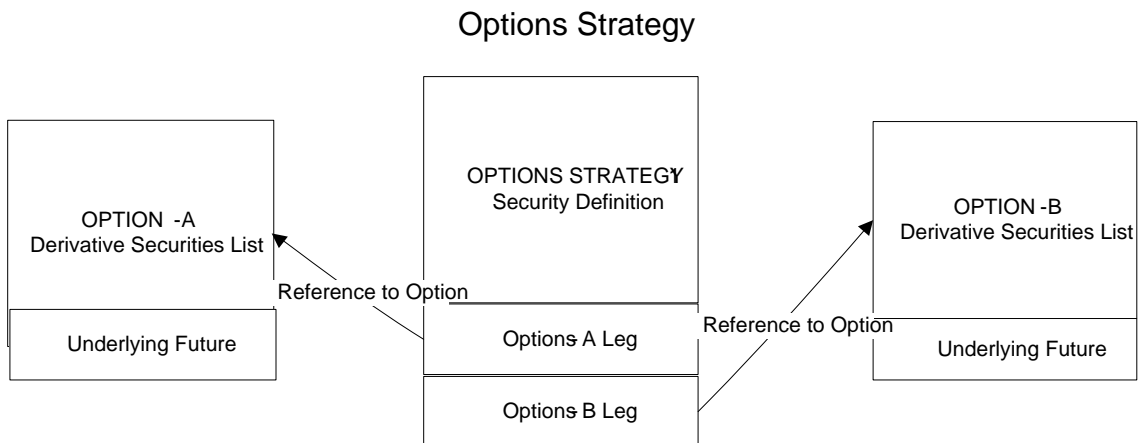 Options Strategy
OPTION -A
Derivative Securities List
Underlying Future
Reference to Option
OPTIONS STRATEGY
Security Definition
Options- A Leg
Options- B Leg
Reference to Option
OPTION -B
Derivative Securities List
Underlying Future